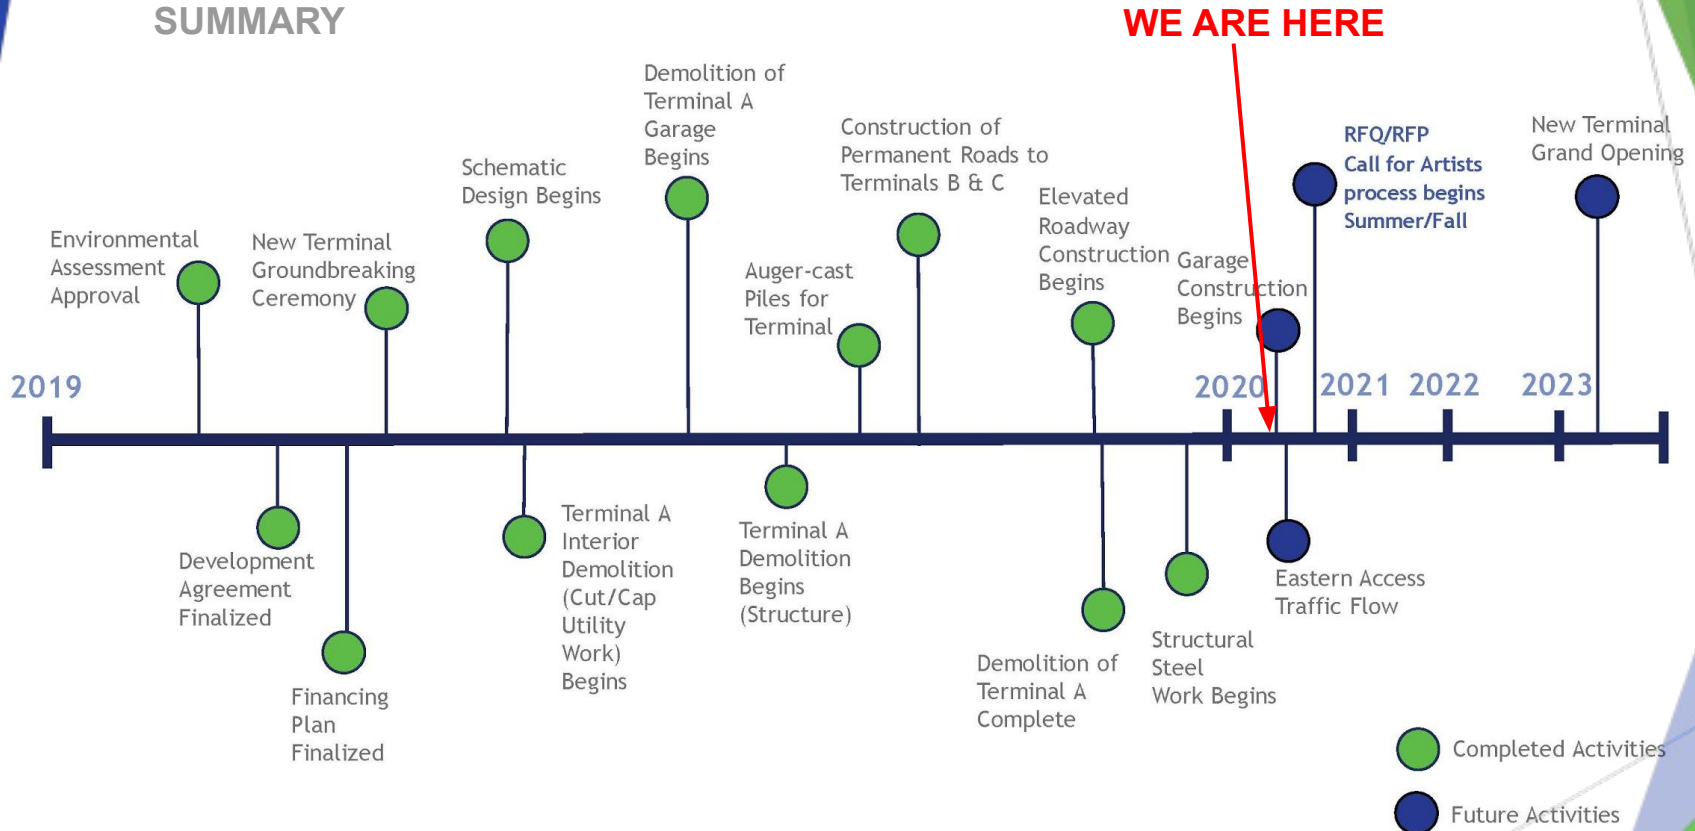 SUMMARY
WE ARE HERE
Demolition of
Terminal A
Garage
Begins
Construction of
Permanent Roads to
Terminals B & C
RFQ/RFP
Call for Artists
process begins
Summer/Fall
New Terminal
Grand Opening
Schematic
Design Begins
Elevated
Roadway
Construction
Begins
Environmental
Assessment
Approval
New Terminal
Groundbreaking
Ceremony
Auger-cast
Piles for
Terminal
Garage
Construction
Begins
2019
2020
2021
2022
2023
Development
Agreement
Finalized
Financing
Plan
Finalized
Terminal A
Interior
Demolition
(Cut/Cap
Utility
Work)
Begins
Terminal A
Demolition
Begins
(Structure)
Demolition of
Terminal A
Complete
Structural
Steel
Work Begins
Eastern Access
Traffic Flow
Completed Activities
Future Activities